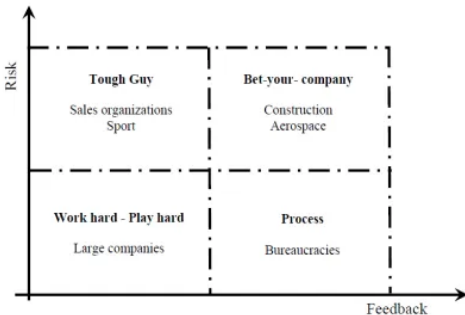 Risk
Tough Guy
Sales organizations
Sport
Bet-your- company
Construction
Aerospace
Work hard - Play hard
Large companies
Process
Bureaucracies
Feedback